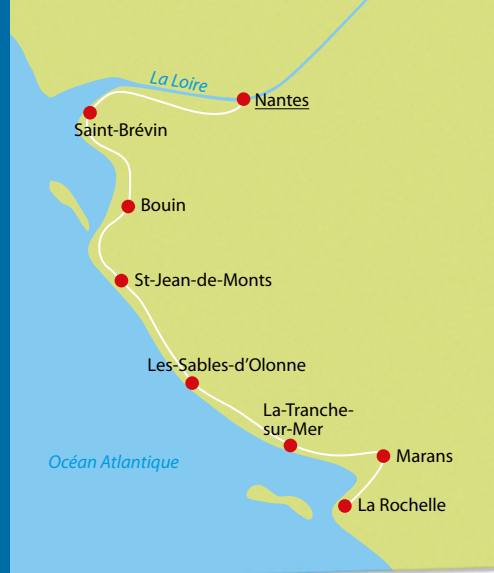 La Loire
Nantes
Saint-Brévin
Bouin
St-Jean-de-Monts
Les-Sables-d’Olonne
La-Tranche-
sur-Mer
Océan Atlantique
Marans
La Rochelle